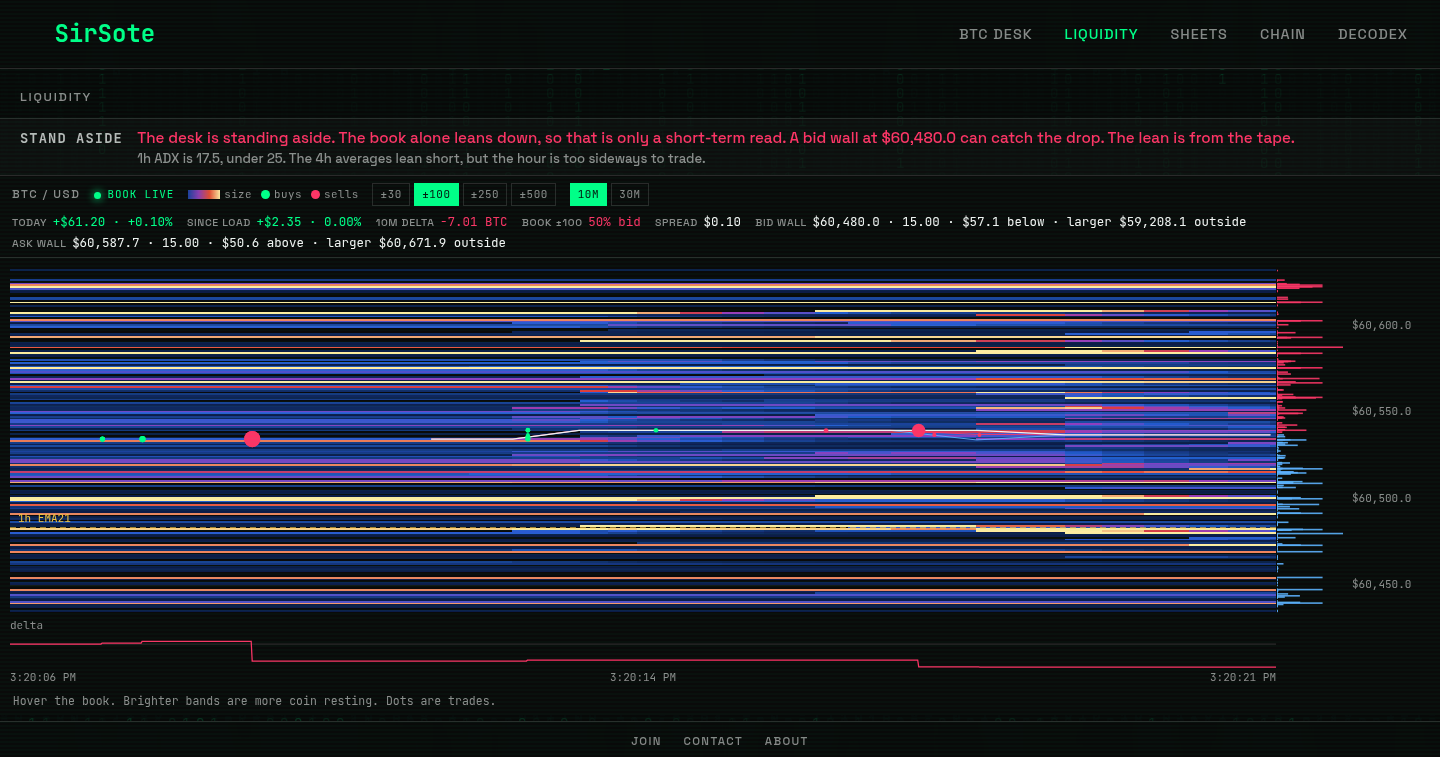 SirSote
BTC DESK LIQUIDITY SHEETS CHAIN DECODEX
LIQUIDITY
STAND ASIDE The desk is standing aside. The book alone leans down, so that is only a short-term read. A bid wall at $60,480.0 can catch the drop. The lean is from the tape.
1h ADX is 17.5, under 25. The 4h averages lean short, but the hour is too sideways to trade.
BTC / USD BOOK LIVE size buys sells ±30 ±100 ±250 ±500 10M 30M
TODAY +$61.20 · +0.10% SINCE LOAD +$2.35 · 0.00% 10M DELTA -7.01 BTC BOOK ±100 50% bid SPREAD $0.10 BID WALL $60,480.0 · 15.00 · $57.1 below · larger $59,208.1 outside
ASK WALL $60,587.7 · 15.00 · $50.6 above · larger $60,671.9 outside
$60,600.0
$60,550.0
$60,500.0
1h EMA21
$60,450.0
delta
3:20:06 PM 3:20:14 PM 3:20:21 PM
Hover the book. Brighter bands are more coin resting. Dots are trades.
JOIN CONTACT ABOUT